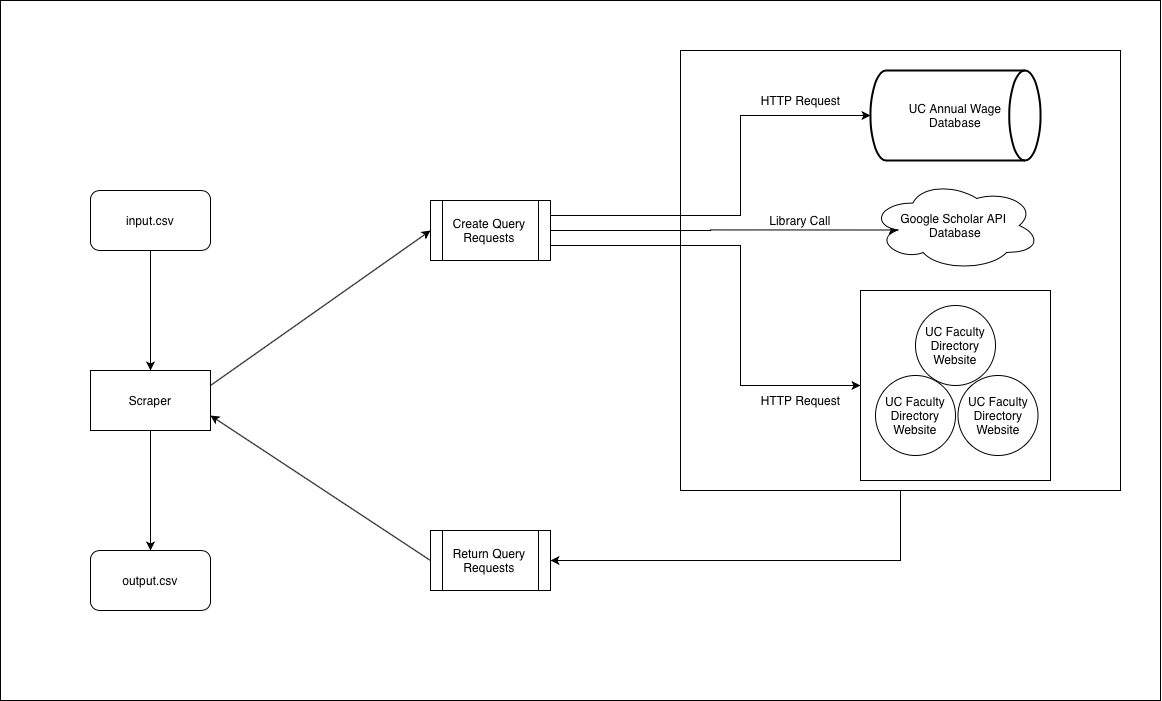 HTTP Request
UC Annual Wage
Database
input.csv
Create Query
Requests
Library Call
Google Scholar API
Database
UC Faculty
Directory
Website
Scraper
HTTP Request
UC Faculty
Directory
Website
UC Faculty
Directory
Website
Return Query
Requests
output.csv